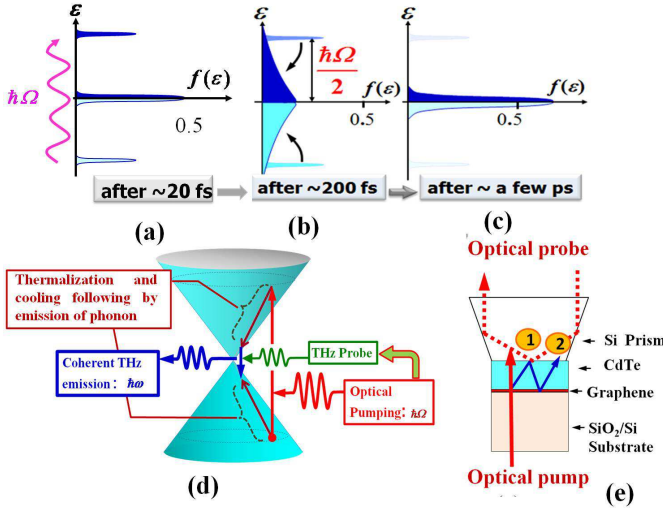 ε
ħΩ
f(ε)
0.5
after ~20 fs
(a)
ε
ħΩ
2
0.5
after ~200 fs
(b)
ε
f(ε)
0.5
after ~ a few ps
(c)
Thermalization and
cooling following by
emission of phonon
Coherent THz
emission: ħω
THz Probe
Optical
Pumping: ħΩ
(d)
Optical probe
1
2
Si Prism
CdTe
Graphene
SiO2/Si
Substrate
Optical pump
(e)